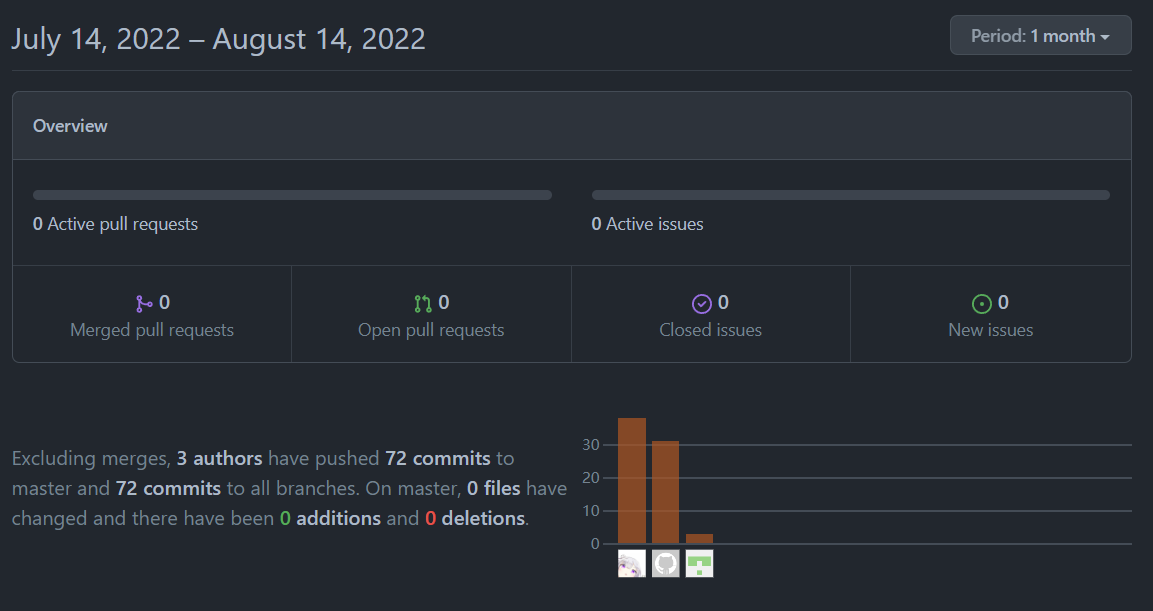 July 14, 2022 – August 14, 2022
Period: 1 month
Overview
0 Active pull requests
0 Active issues
0
Merged pull requests
0
Open pull requests
0
Closed issues
0
New issues
Excluding merges, 3 authors have pushed 72 commits to
master and 72 commits to all branches. On master, 0 files have
changed and there have been 0 additions and 0 deletions.
30
20
10
0